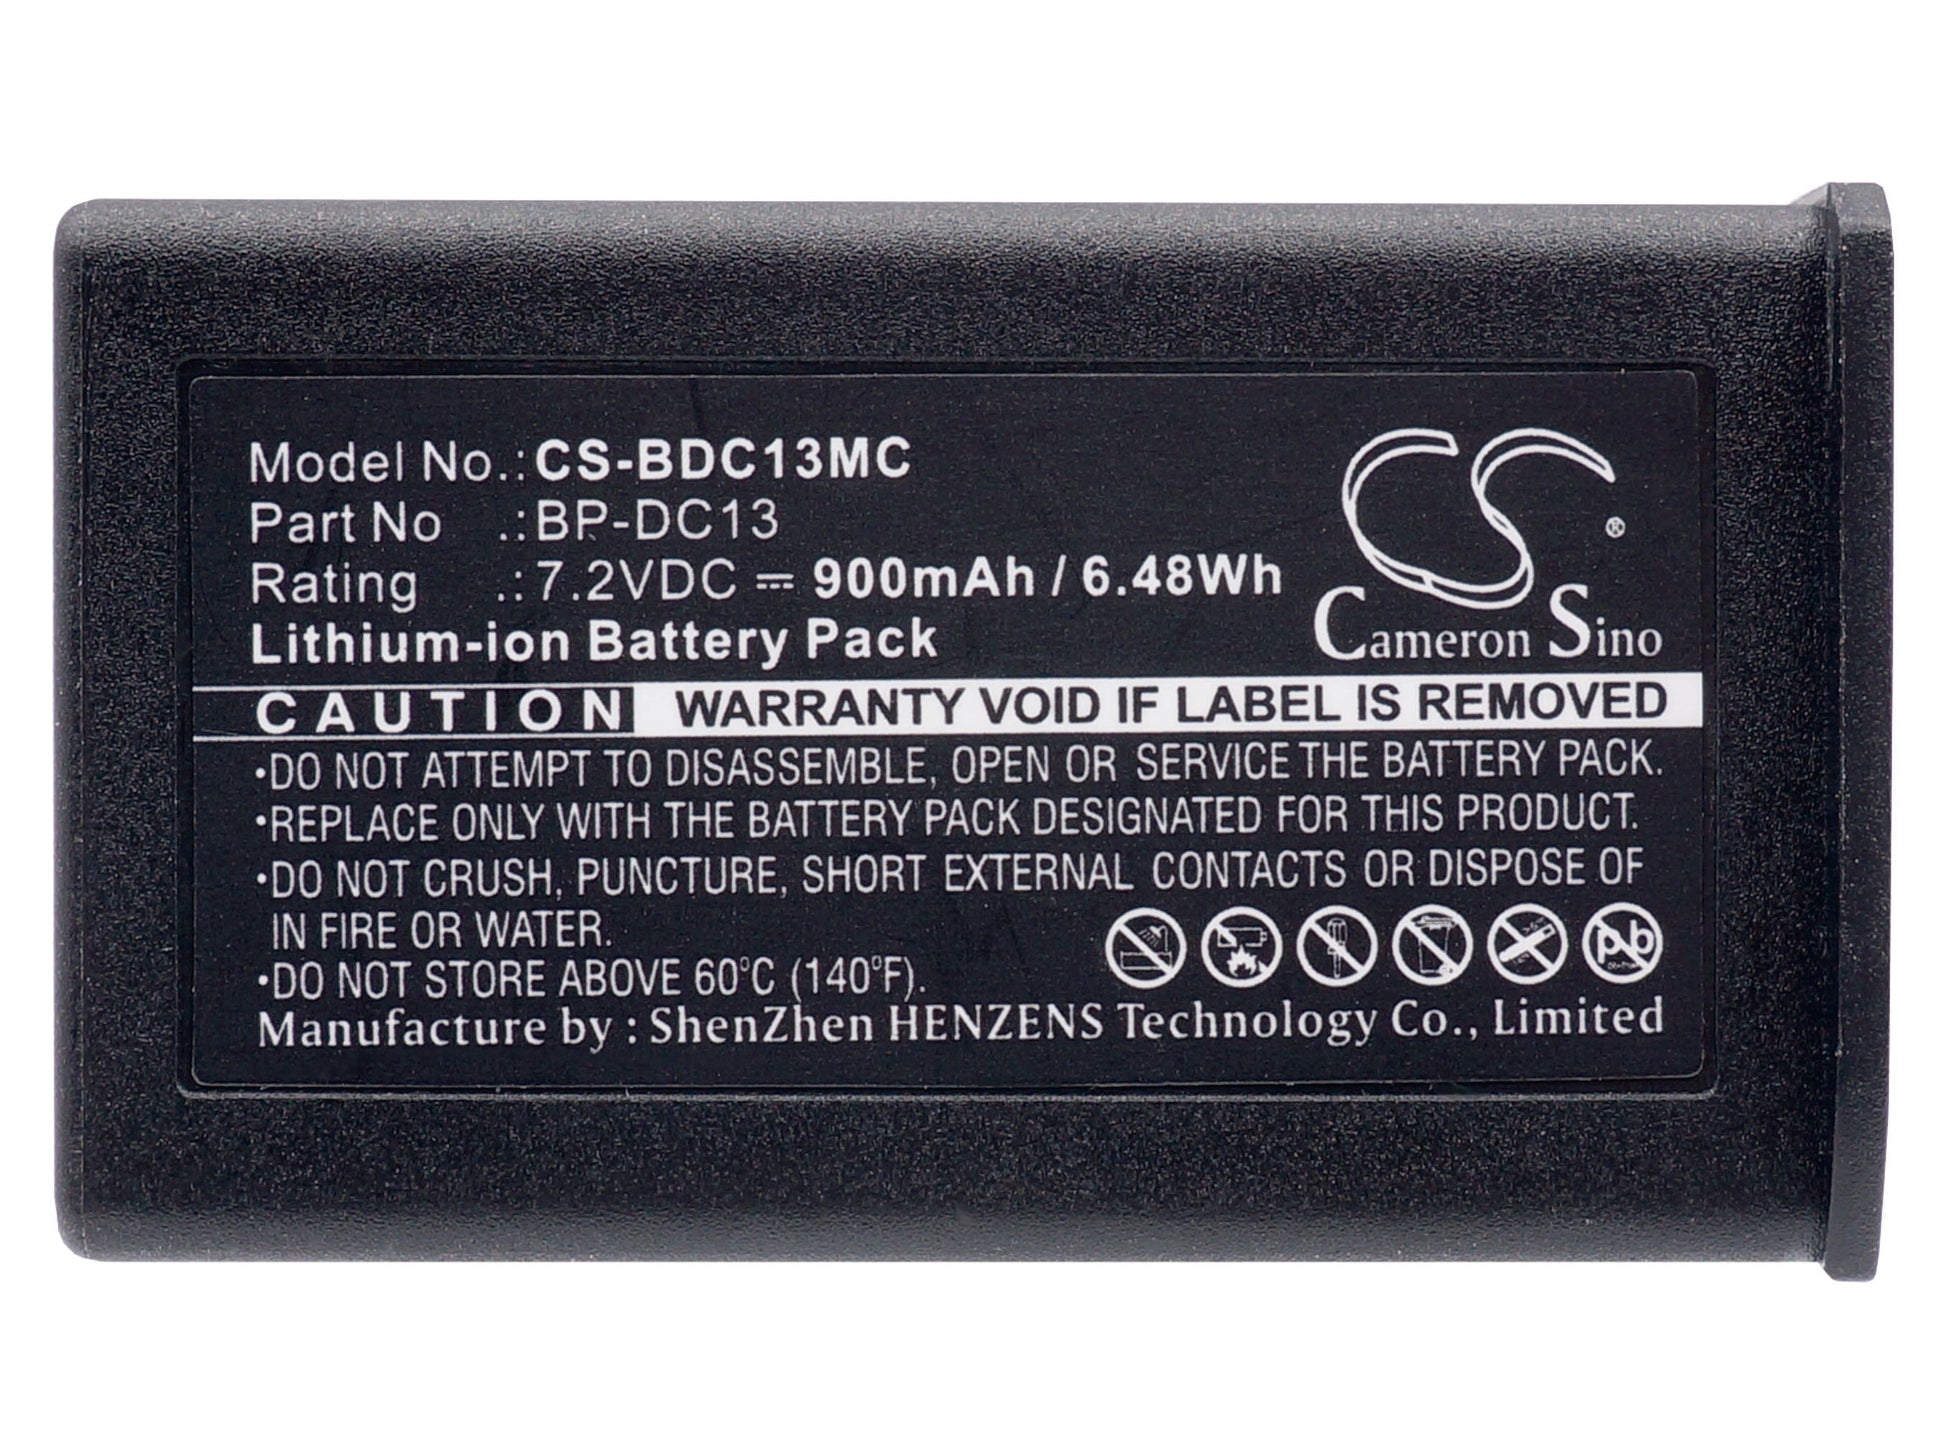 Model No.: CS-BDC13MC
Part No .: BP-DC13
Rating .: 7.2VDC ⎓ 900mAh / 6.48Wh
Lithium-ion Battery Pack
CS®
Cameron Sino
CAUTION WARRANTY VOID IF LABEL IS REMOVED
•DO NOT ATTEMPT TO DISASSEMBLE, OPEN OR SERVICE THE BATTERY PACK.
•REPLACE ONLY WITH THE BATTERY PACK DESIGNATED FOR THIS PRODUCT.
•DO NOT CRUSH, PUNCTURE, SHORT EXTERNAL CONTACTS OR DISPOSE OF
IN FIRE OR WATER.
•DO NOT STORE ABOVE 60°C (140°F).
pb
Manufacture by : ShenZhen HENZENS Technology Co., Limited